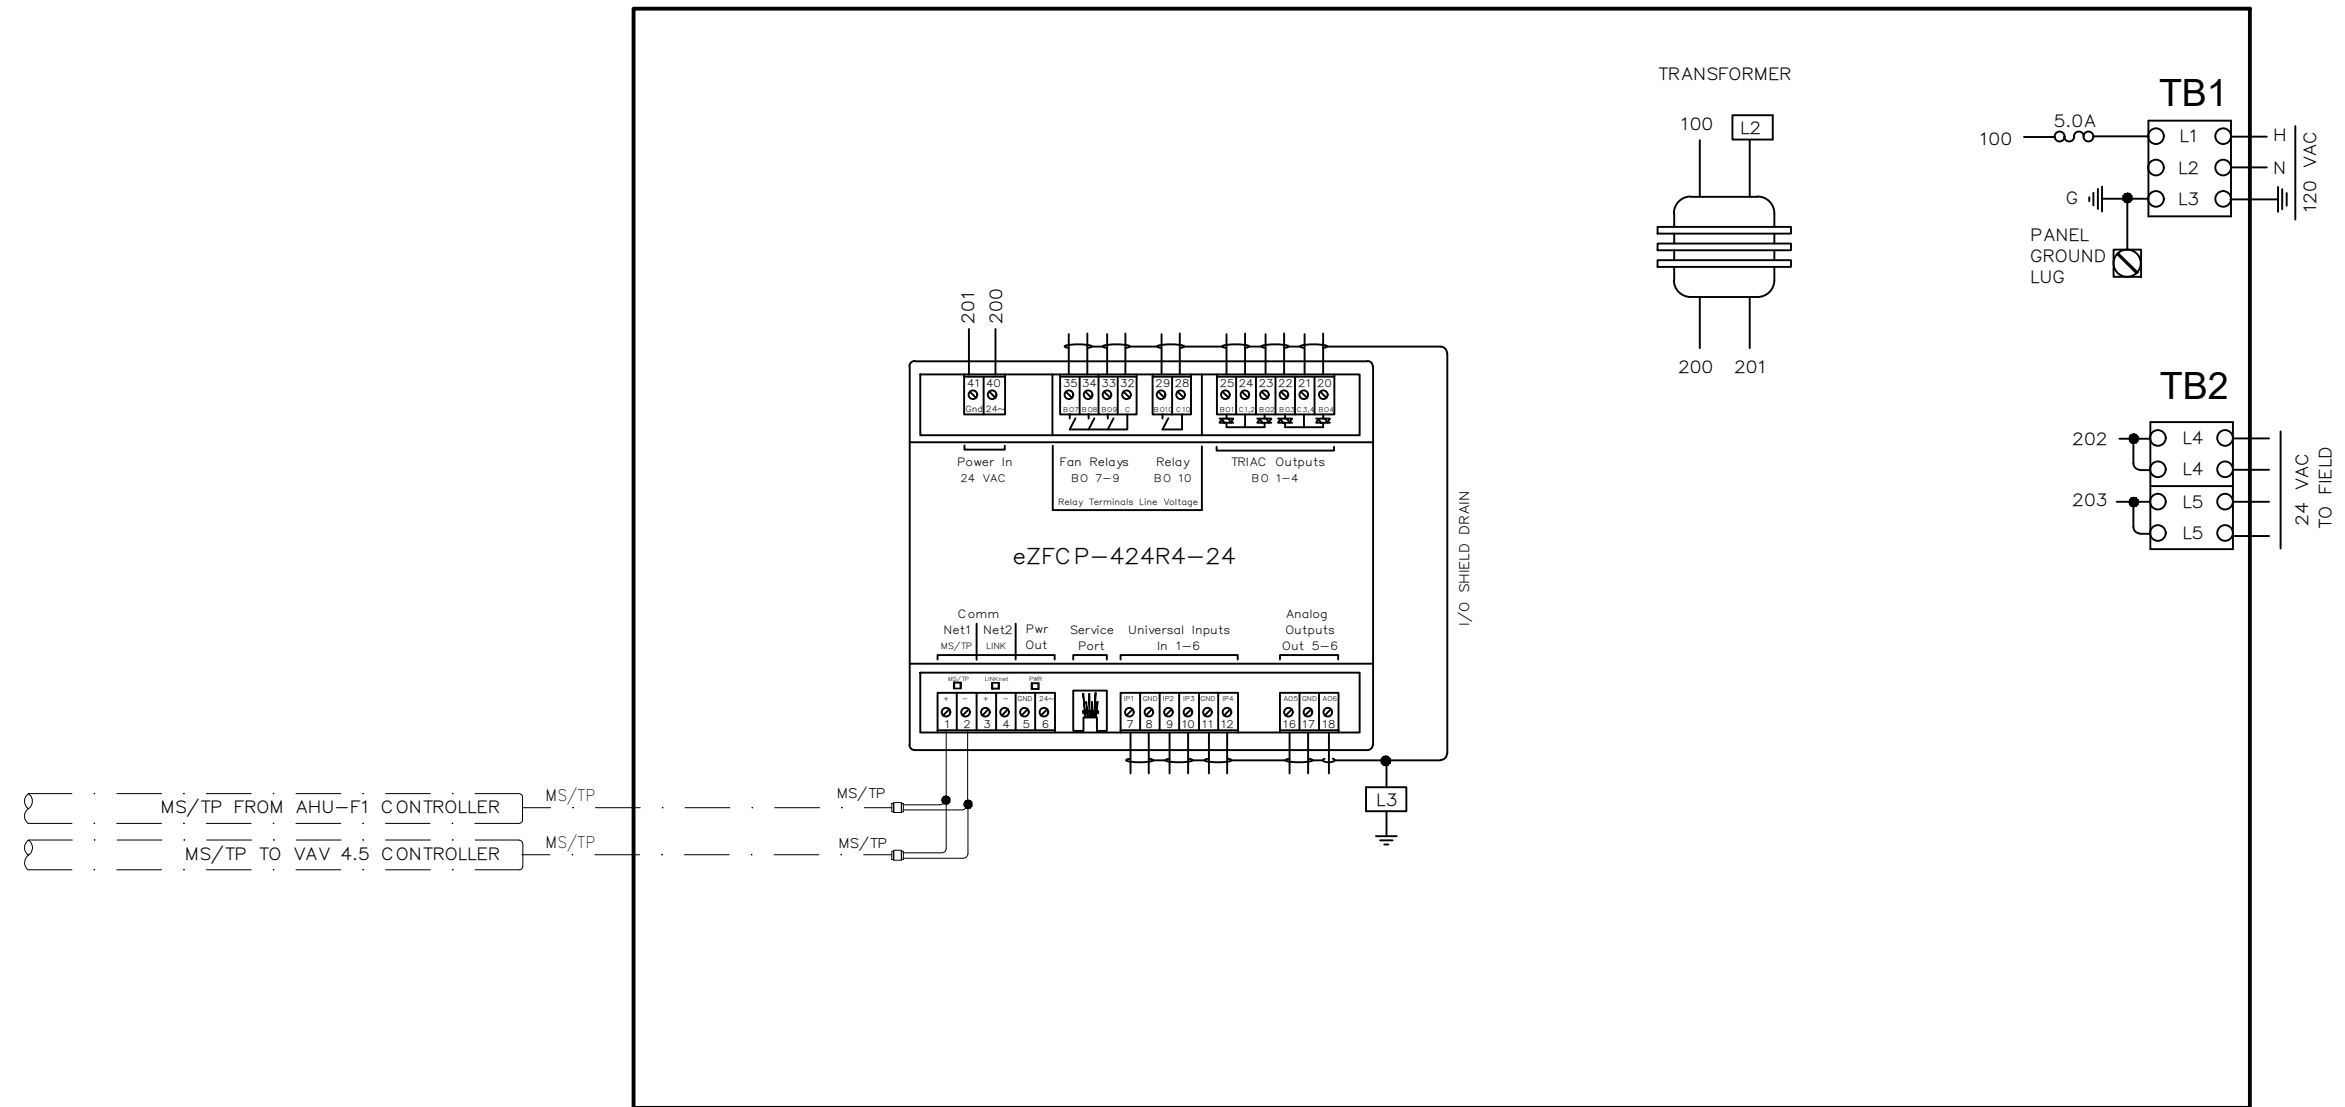 TRANSFORMER
100 L2
200 201
TB1
100 5.0A L1 H
L2 N
G L3
120 VAC
PANEL
GROUND
LUG
TB2
202 L4
L4
203 L5
L5
24 VAC
TO FIELD
201 200
41 40
Gnd 24~
35 34 33 32
BO7 BO8 BO9 C
29 28
BO10 C10
25 24 23 22 21 20
BO1 C1,2 BO2 BO3 C3,4 BO4
Power In
24 VAC
Fan Relays
BO 7-9
Relay
BO 10
Relay Terminals Line Voltage
TRIAC Outputs
BO 1-4
eZFCP-424R4-24
I/O SHIELD DRAIN
Comm
Net1 Net2
MS/TP LINK
Pwr
Out
Service
Port
Universal Inputs
In 1-6
Analog
Outputs
Out 5-6
MS/TP LINKnet PWR
+ - + - GND 24~
1 2 3 4 5 6
IP1 GND IP2 IP3 GND IP4
7 8 9 10 11 12
AO5 GND AO6
16 17 18
L3
MS/TP FROM AHU-F1 CONTROLLER MS/TP MS/TP
MS/TP TO VAV 4.5 CONTROLLER MS/TP MS/TP